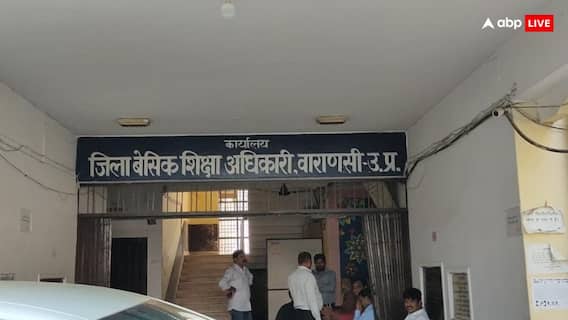 abp LIVE
कार्यालय
जिला बेसिक शिक्षा अधिकारी, वाराणसी-उ.प्र.